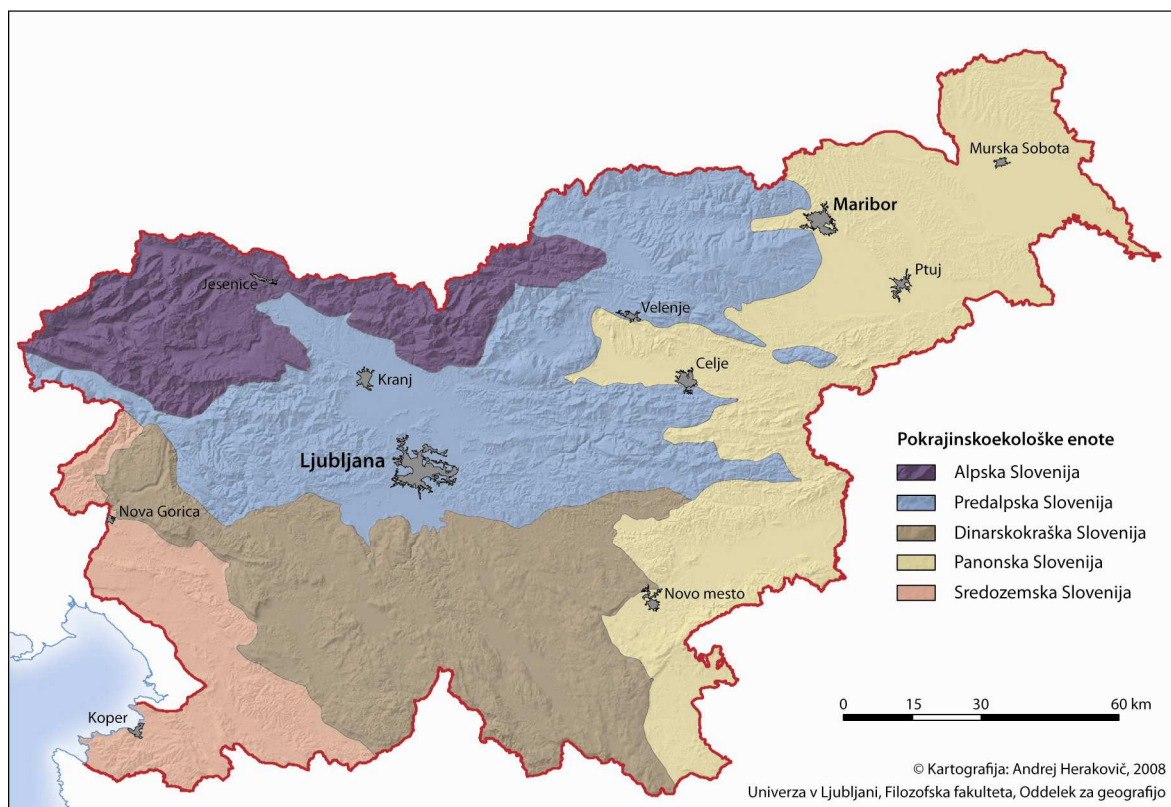 Murska Sobota
Maribor
Ptuj
Jesenice
Velenje
Celje
Kranj
Ljubljana
Nova Gorica
Novo mesto
Koper
Pokrajinskoekološke enote
Alpska Slovenija
Predalpska Slovenija
Dinarskokraška Slovenija
Panonska Slovenija
Sredozemska Slovenija
0 15 30 60 km
© Kartografija: Andrej Herakovič, 2008
Univerza v Ljubljani, Filozofska fakulteta, Oddelek za geografijo